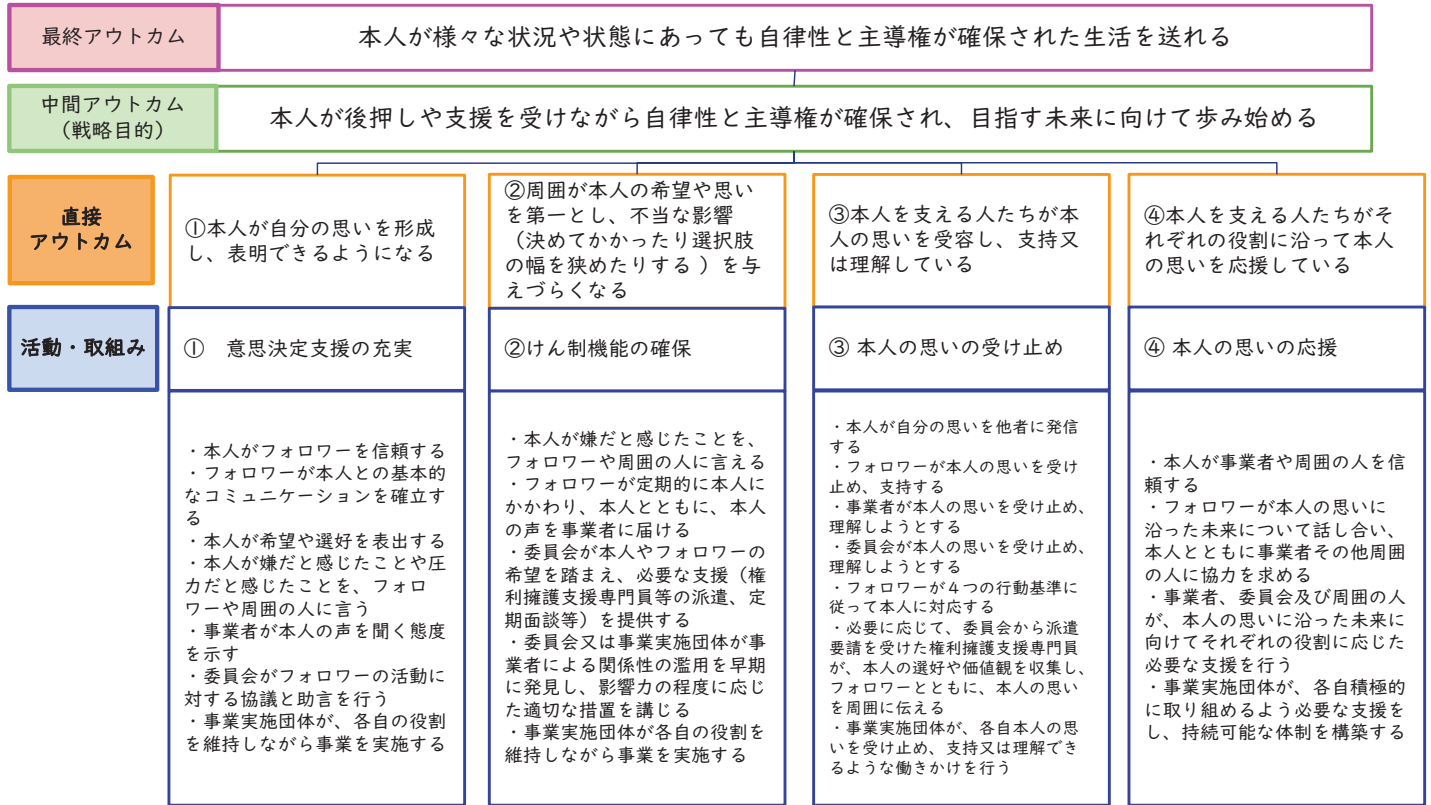 最終アウトカム
本人が様々な状況や状態にあっても自律性と主導権が確保された生活を送れる
中間アウトカム
（戦略目的）
本人が後押しや支援を受けながら自律性と主導権が確保され、目指す未来に向けて歩み始める
直接
アウトカム
①本人が自分の思いを形成
し、表明できるようになる
②周囲が本人の希望や思い
を第一とし、不当な影響
（決めてかかったり選択肢
の幅を狭めたりする ）を与
えづらくなる
③本人を支える人たちが本
人の思いを受容し、支持又
は理解している
④本人を支える人たちがそ
れぞれの役割に沿って本人
の思いを応援している
活動・取組み
① 意思決定支援の充実
②けん制機能の確保
③ 本人の思いの受け止め
④ 本人の思いの応援
・本人がフォロワーを信頼する
・フォロワーが本人との基本的
なコミュニケーションを確立す
る
・本人が希望や選好を表出する
・本人が嫌だと感じたことや圧
力だと感じたことを、フォロ
ワーや周囲の人に言う
・事業者が本人の声を聞く態度
を示す
・委員会がフォロワーの活動に
対する協議と助言を行う
・事業実施団体が、各自の役割
を維持しながら事業を実施する
・本人が嫌だと感じたことを、
フォロワーや周囲の人に言える
・フォロワーが定期的に本人に
かかわり、本人とともに、本人
の声を事業者に届ける
・委員会が本人やフォロワーの
希望を踏まえ、必要な支援（権
利擁護支援専門員等の派遣、定
期面談等）を提供する
・委員会又は事業実施団体が事
業者による関係性の濫用を早期
に発見し、影響力の程度に応じ
た適切な措置を講じる
・事業実施団体が各自の役割を
維持しながら事業を実施する
・本人が自分の思いを他者に発信
する
・フォロワーが本人の思いを受け
止め、支持する
・事業者が本人の思いを受け止め、
理解しようとする
・委員会が本人の思いを受け止め、
理解しようとする
・フォロワーが４つの行動基準に
従って本人に対応する
・必要に応じて、委員会から派遣
要請を受けた権利擁護支援専門員
が、本人の選好や価値観を収集し、
フォロワーとともに、本人の思い
を周囲に伝える
・事業実施団体が、各自本人の思
いを受け止め、支持又は理解でき
るような働きかけを行う
・本人が事業者や周囲の人を信
頼する
・フォロワーが本人の思いに
沿った未来について話し合い、
本人とともに事業者その他周囲
の人に協力を求める
・事業者、委員会及び周囲の人
が、本人の思いに沿った未来に
向けてそれぞれの役割に応じた
必要な支援を行う
・事業実施団体が、各自積極的
に取り組めるよう必要な支援を
し、持続可能な体制を構築する